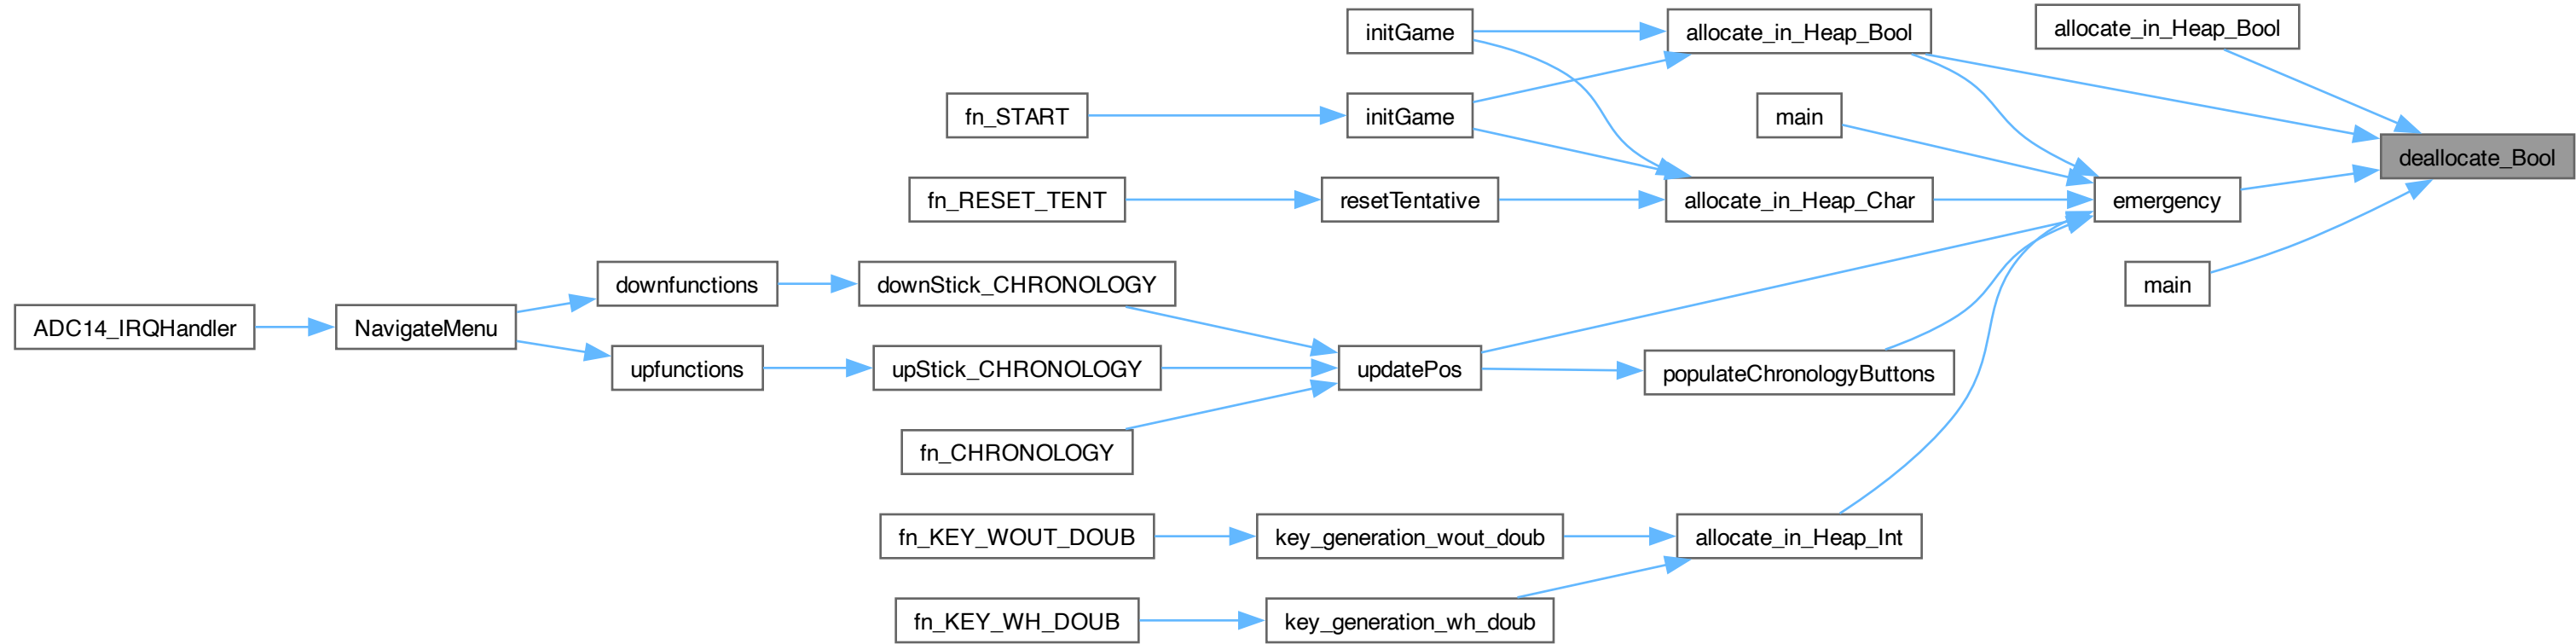 initGame
allocate_in_Heap_Bool
allocate_in_Heap_Bool
fn_START
initGame
main
deallocate_Bool
fn_RESET_TENT
resetTentative
allocate_in_Heap_Char
emergency
downfunctions
downStick_CHRONOLOGY
main
ADC14_IRQHandler
NavigateMenu
upfunctions
upStick_CHRONOLOGY
updatePos
populateChronologyButtons
fn_CHRONOLOGY
fn_KEY_WOUT_DOUB
key_generation_wout_doub
allocate_in_Heap_Int
fn_KEY_WH_DOUB
key_generation_wh_doub